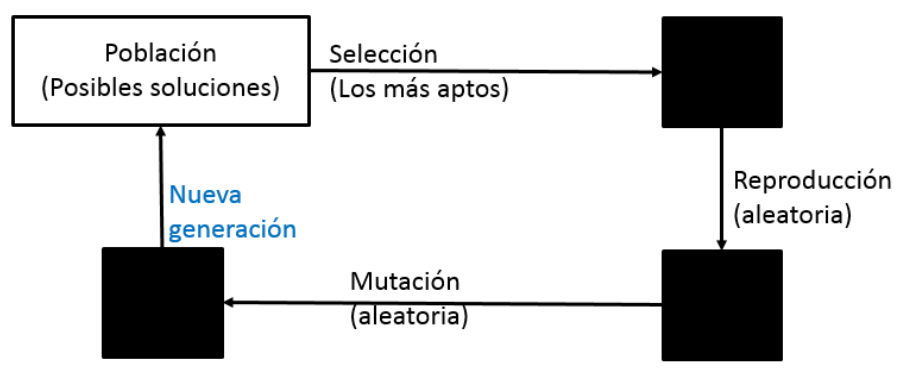 Población
(Posibles soluciones)
Selección
(Los más aptos)
Reproducción
(aleatoria)
Mutación
(aleatoria)
Nueva
generación